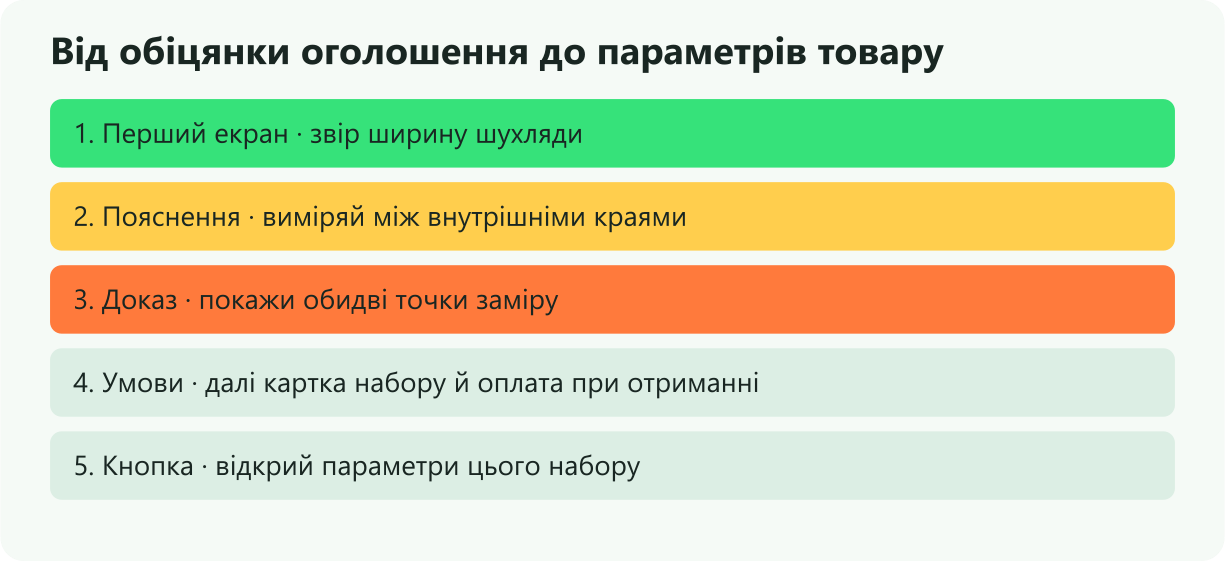 Від обіцянки оголошення до параметрів товару
1. Перший екран · звір ширину шухляди
2. Пояснення · виміряй між внутрішніми краями
3. Доказ · покажи обидві точки заміру
4. Умови · далі картка набору й оплата при отриманні
5. Кнопка · відкрий параметри цього набору